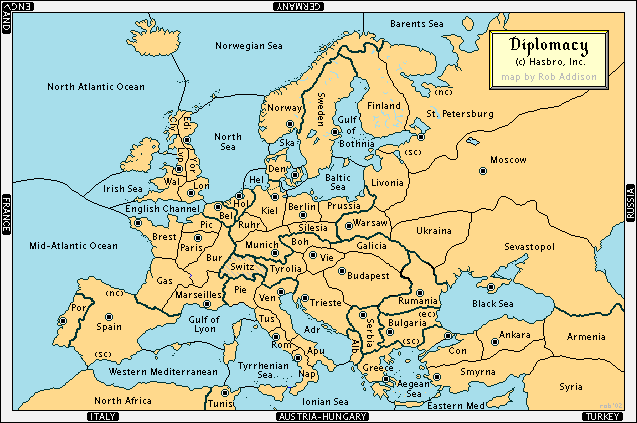 ENG
LAND
GERMANY
Barents Sea
Norwegian Sea
Diplomacy
(c) Hasbro, Inc.
map by Rob Addison
North Atlantic Ocean
(nc)
Norway
Sweden
Finland
St. Petersburg
Cly
Edi
Gulf
of
Bothnia
North
Sea
Ska
(sc)
Moscow
Lvp
Yor
Den
Baltic
Sea
Livonia
Irish Sea
Wal
Lon
Hel
RUSSIA
FRANCE
English Channel
Hol
Kiel
Berlin
Prussia
Bel
Ruhr
Silesia
Warsaw
Ukraine
Pic
Brest
Paris
Mid-Atlantic Ocean
Munich
Boh
Galicia
Sevastopol
Bur
Vie
Switz
Tyrolia
Budapest
Gas
Marseilles
Pie
Ven
Rumania
Black Sea
(nc)
Por
Trieste
Spain
Gulf of
Lyon
Tus
Adr
Serbia
(ec)
Bulgaria
(sc)
Ankara
Armenia
Rom
Apu
Alb
Con
(sc)
Western Mediterranean
Tyrrhenian
Sea
Nap
Greece
Aegean
Sea
Smyrna
Syria
North Africa
Tunis
Ionian Sea
Eastern Med
ITALY
AUSTRIA-HUNGARY
TURKEY